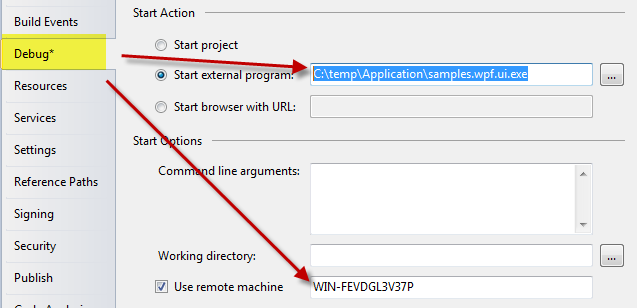 Build Events
Debug*
Resources
Services
Settings
Reference Paths
Signing
Security
Publish
Start Action
Start project
Start external program:
C:\temp\Application\samples.wpf.ui.exe
...
Start browser with URL:
Start Options
Command line arguments:
Working directory:
...
Use remote machine
WIN-FEVDGL3V37P